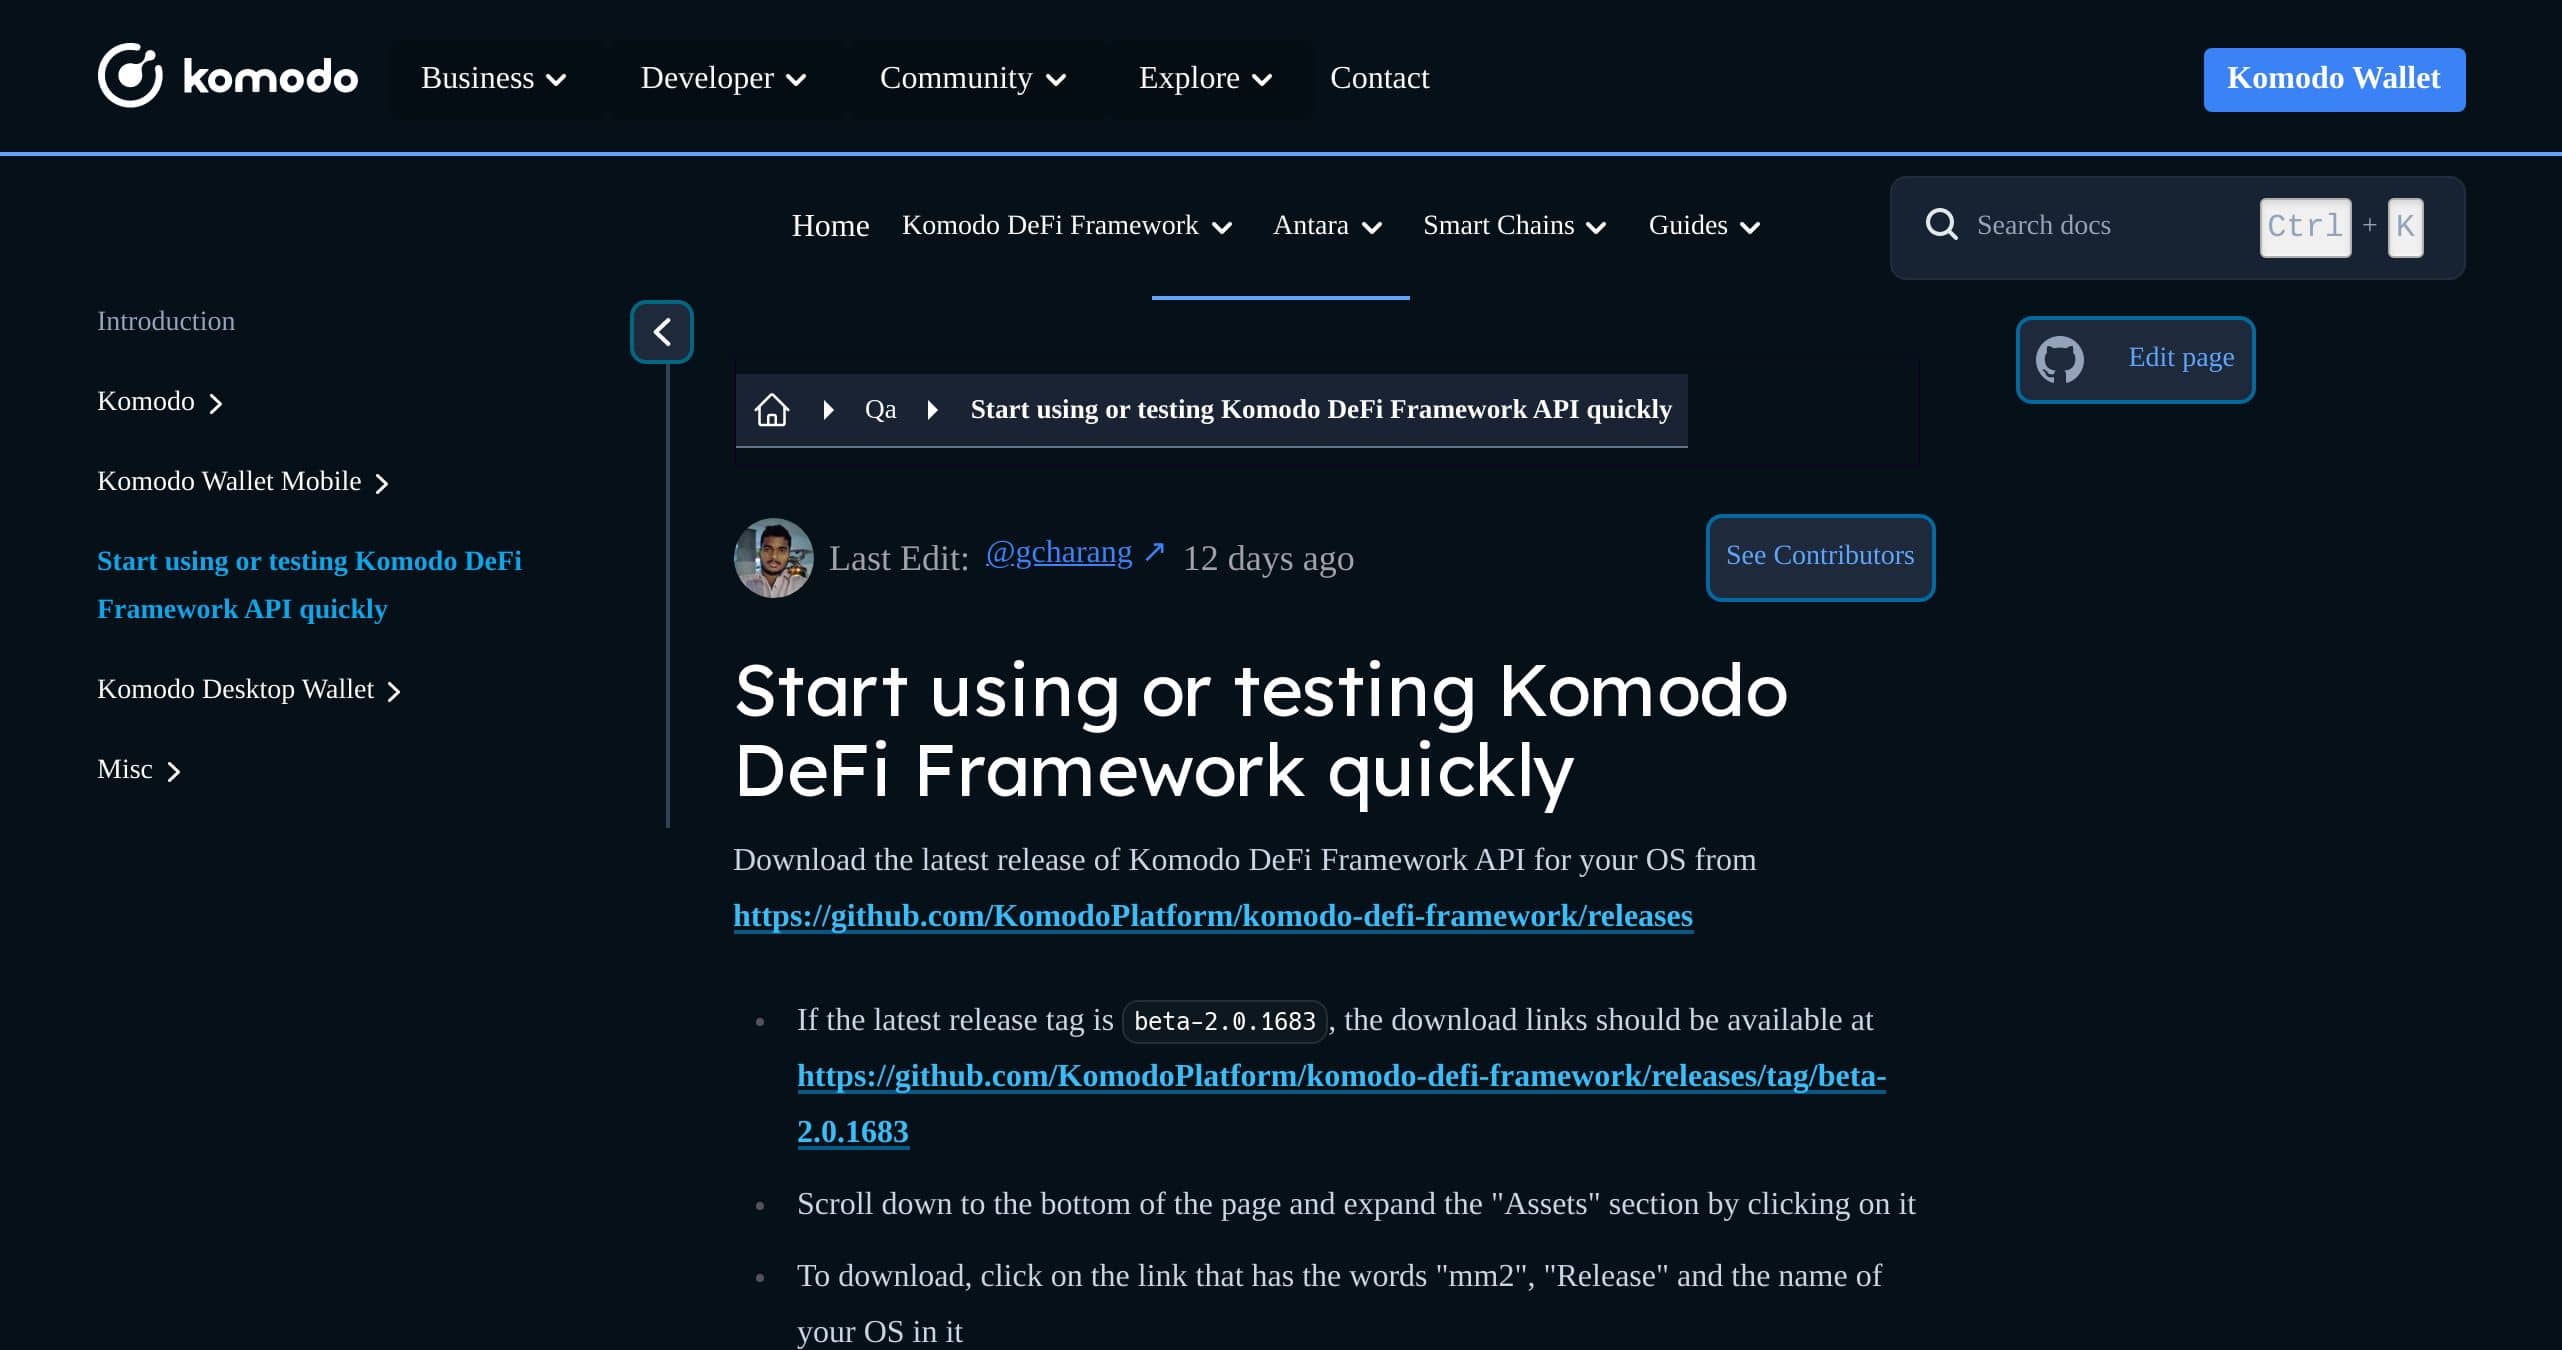 komodo
Business
Developer
Community
Explore
Contact
Komodo Wallet
Home
Komodo DeFi Framework
Antara
Smart Chains
Guides
Search docs
Ctrl + K
Introduction
Komodo
Komodo Wallet Mobile
Start using or testing Komodo DeFi
Framework API quickly
Komodo Desktop Wallet
Misc
Edit page
Qa
Start using or testing Komodo DeFi Framework API quickly
Last Edit: @gcharang ↗ 12 days ago
See Contributors
Start using or testing Komodo
DeFi Framework quickly
Download the latest release of Komodo DeFi Framework API for your OS from
https://github.com/KomodoPlatform/komodo-defi-framework/releases
If the latest release tag is beta-2.0.1683, the download links should be available at
https://github.com/KomodoPlatform/komodo-defi-framework/releases/tag/beta-
2.0.1683
Scroll down to the bottom of the page and expand the "Assets" section by clicking on it
To download, click on the link that has the words "mm2", "Release" and the name of
your OS in it